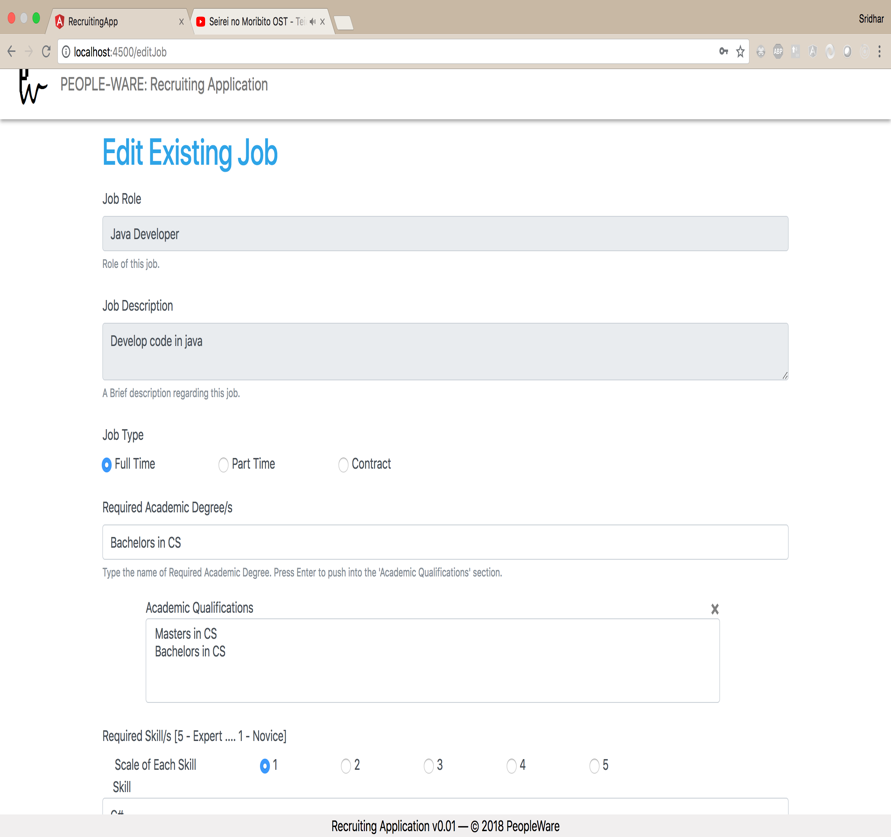 RecruitingApp
Seirei no Moribito OST - Te
Sridhar
localhost:4500/editJob
PEOPLE-WARE: Recruiting Application
Edit Existing Job
Job Role
Java Developer
Role of this job.
Job Description
Develop code in java
A Brief description regarding this job.
Job Type
Full Time Part Time Contract
Required Academic Degree/s
Bachelors in CS
Type the name of Required Academic Degree. Press Enter to push into the 'Academic Qualifications' section.
Academic Qualifications
Masters in CS
Bachelors in CS
Required Skill/s [5 - Expert .... 1 - Novice]
Scale of Each Skill 1 2 3 4 5
Skill
C#
Recruiting Application v0.01 — © 2018 PeopleWare